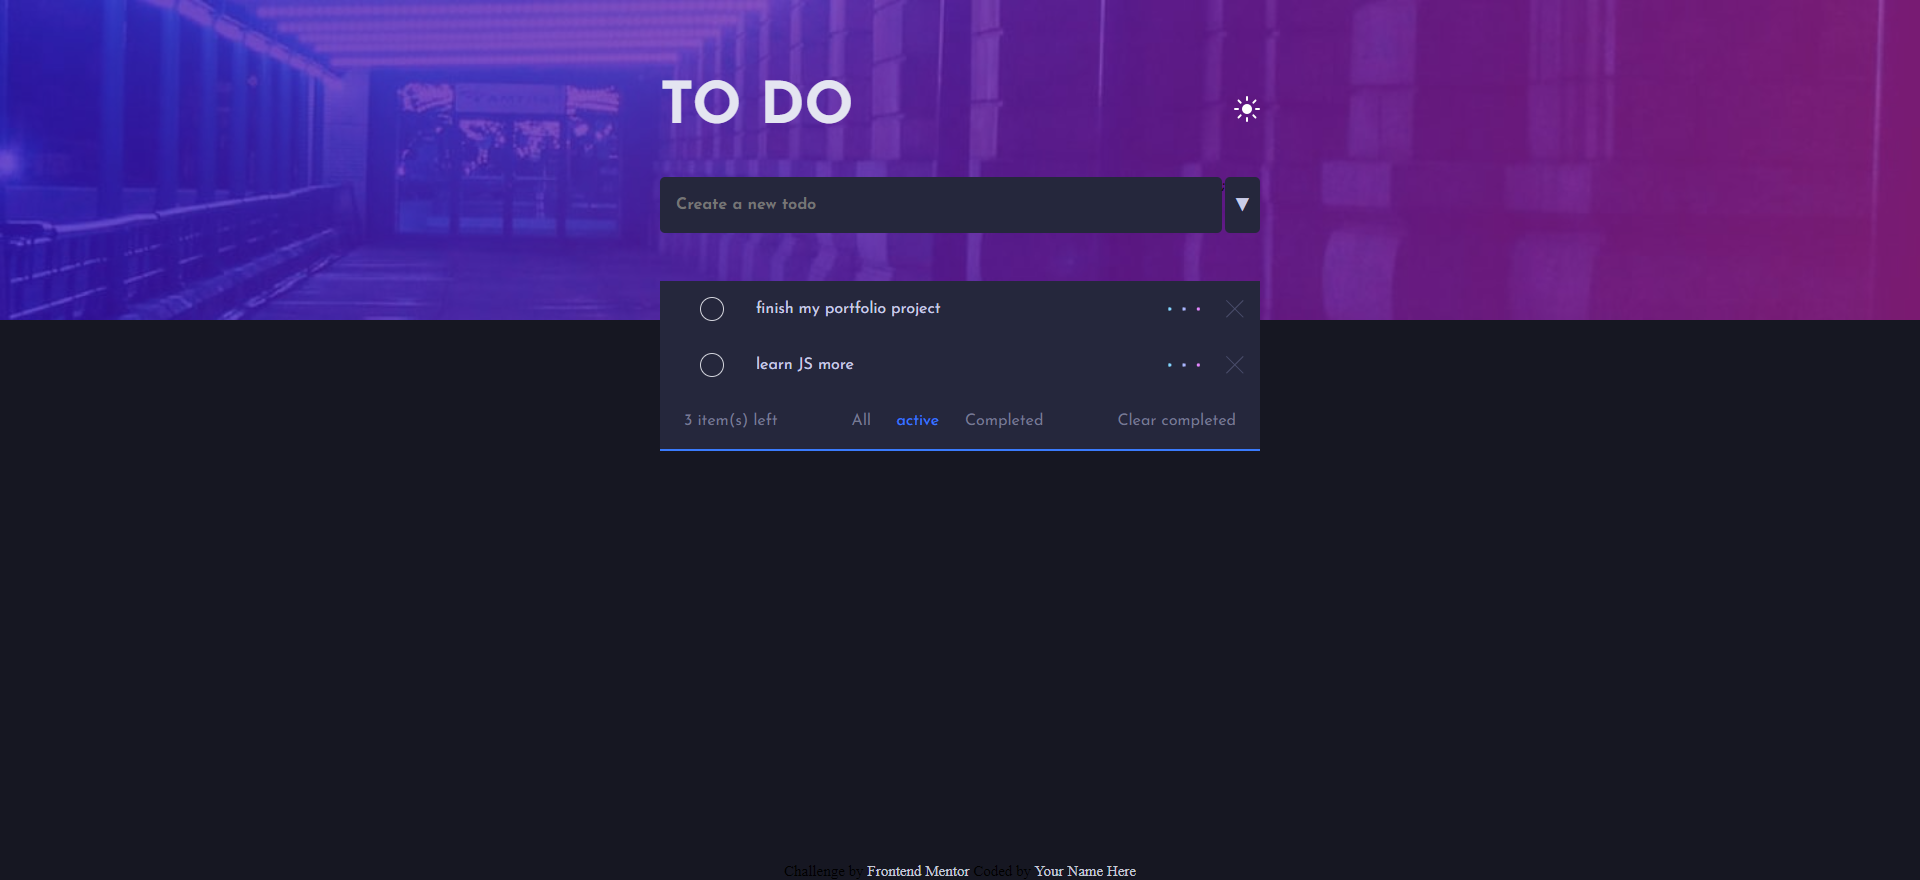 TO DO
Create a new todo
▼
finish my portfolio project
learn JS more
3 item(s) left All active Completed Clear completed
Challenge by Frontend Mentor Coded by Your Name Here